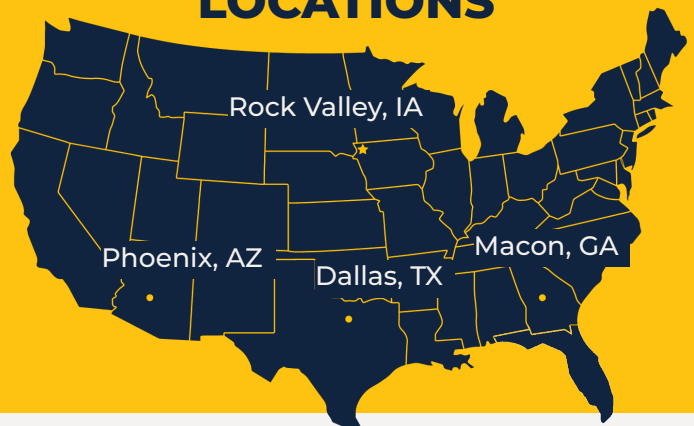 LOCATIONS
Rock Valley, IA
Macon, GA
Phoenix, AZ
Dallas, TX